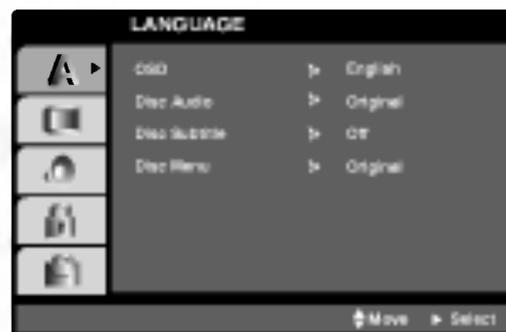 LANGUAGE
OSD English
Disc Audio Original
Disc Subtitle Off
Disc Menu Original
Move Select